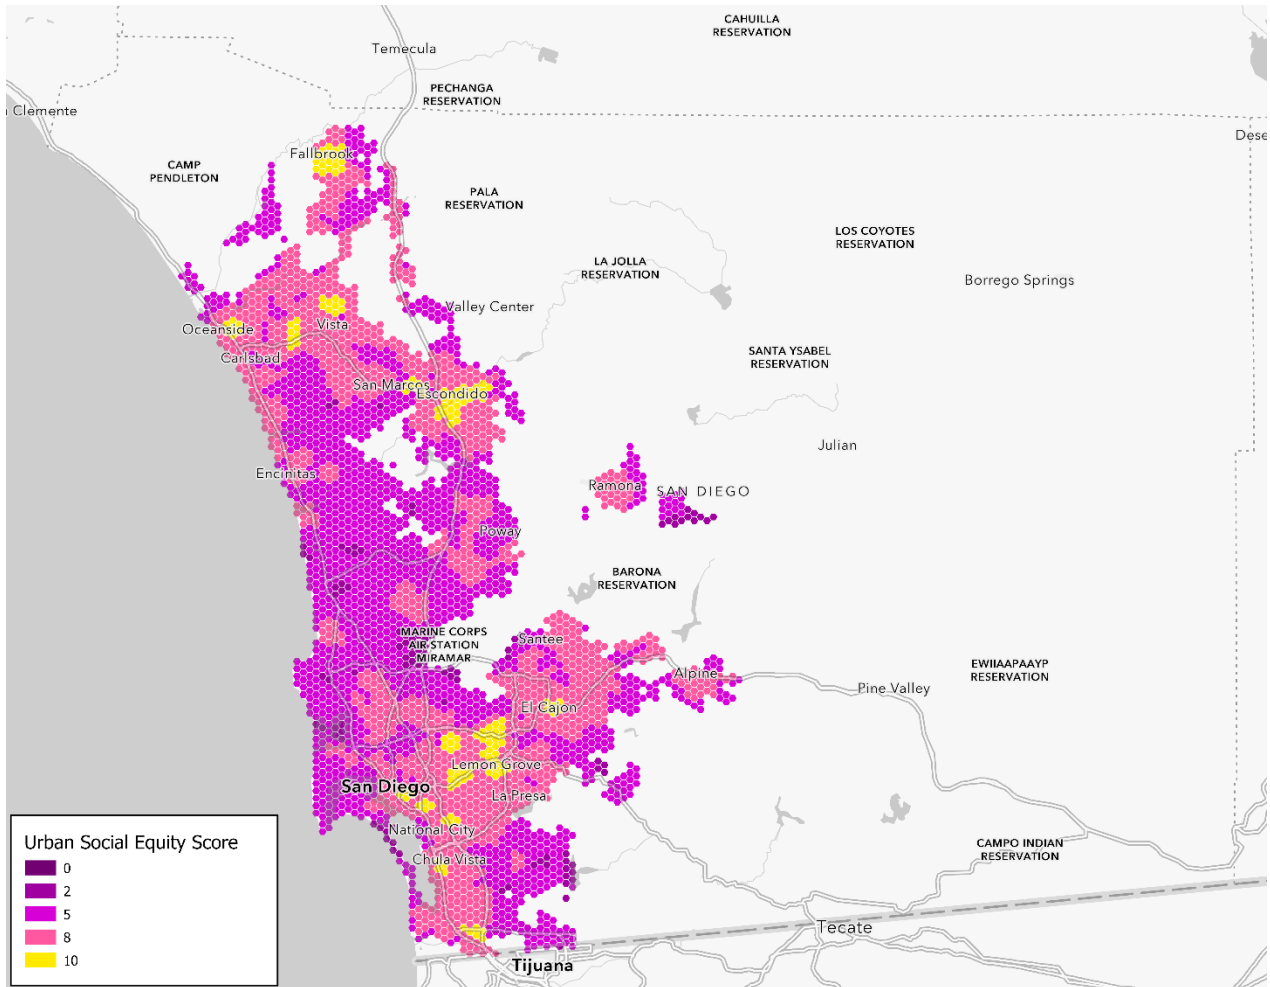 CAHUILLA
RESERVATION
Temecula
PECHANGA
RESERVATION
Clemente
Dese
Fallbrook
CAMP
PENDLETON
PALA
RESERVATION
LOS COYOTES
RESERVATION
LA JOLLA
RESERVATION
Borrego Springs
Valley Center
Oceanside
Vista
Carlsbad
SANTA YSABEL
RESERVATION
San Marcos
Escondido
Julian
Encinitas
Ramona
SAN DIEGO
Poway
BARONA
RESERVATION
MARINE CORPS
AIR STATION
MIRAMAR
Santee
Alpine
EWIIAAPAAYP
RESERVATION
Pine Valley
El Cajon
Lemon Grove
San Diego
La Presa
National City
Chula Vista
CAMPO INDIAN
RESERVATION
Tecate
Tijuana
Urban Social Equity Score
0
2
5
8
10